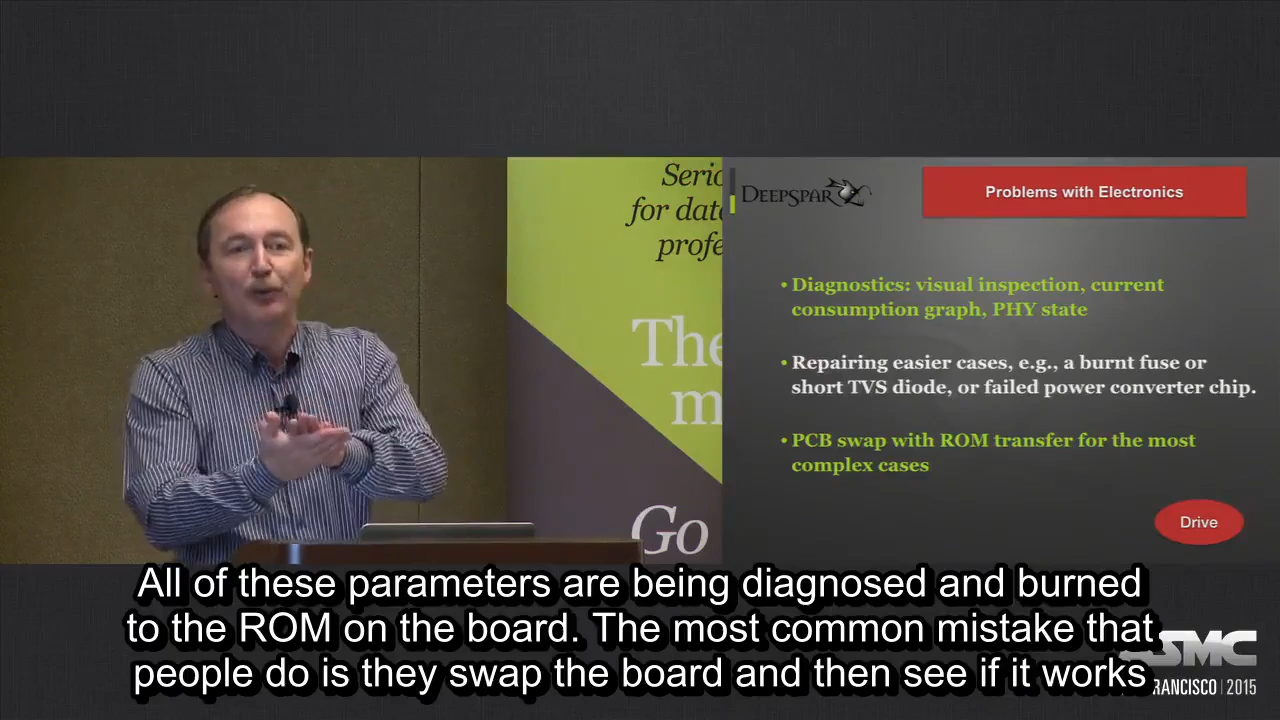 Serio
for data
profe
The
m
Go
DEEPSPAR
Problems with Electronics
• Diagnostics: visual inspection, current
consumption graph, PHY state
• Repairing easier cases, e.g., a burnt fuse or
short TVS diode, or failed power converter chip.
• PCB swap with ROM transfer for the most
complex cases
Drive
All of these parameters are being diagnosed and burned
to the ROM on the board. The most common mistake that
people do is they swap the board and then see if it works
SMC
FRANCISCO | 2015